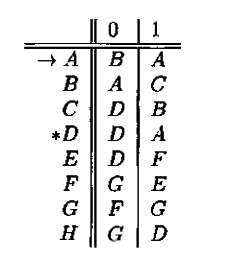 0 1
→ A B A
B A C
C D B
*D D A
E D F
F G E
G F G
H G D